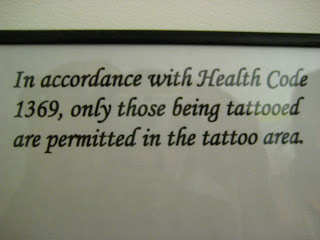 In accordance with Health Code
1369, only those being tattooed
are permitted in the tattoo area.